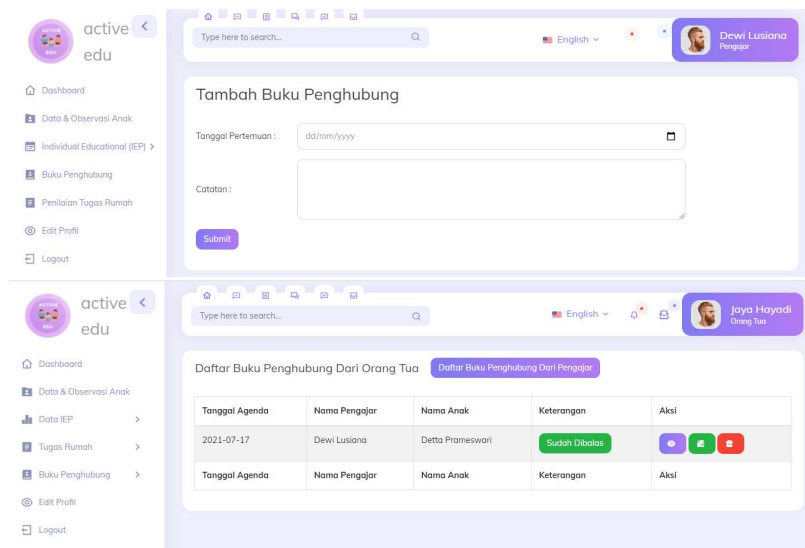 ACTIVE
EDU
active
edu
Dashboard
Data & Observasi Anak
Individual Educational (IEP)
Buku Penghubung
Penilaian Tugas Rumah
Edit Profil
Logout
Type here to search...
English
Dewi Lusiana
Pengajar
Tambah Buku Penghubung
Tanggal Pertemuan :
dd/mm/yyyy
Catatan :
Submit
ACTIVE
EDU
active
edu
Dashboard
Data & Observasi Anak
Data IEP
Tugas Rumah
Buku Penghubung
Edit Profil
Logout
Type here to search...
English
Jaya Hayadi
Orang Tua
Daftar Buku Penghubung Dari Orang Tua
Daftar Buku Penghubung Dari Pengajar
Tanggal Agenda Nama Pengajar Nama Anak Keterangan Aksi
2021-07-17 Dewi Lusiana Detta Prameswari Sudah Dibalas
Tanggal Agenda Nama Pengajar Nama Anak Keterangan Aksi